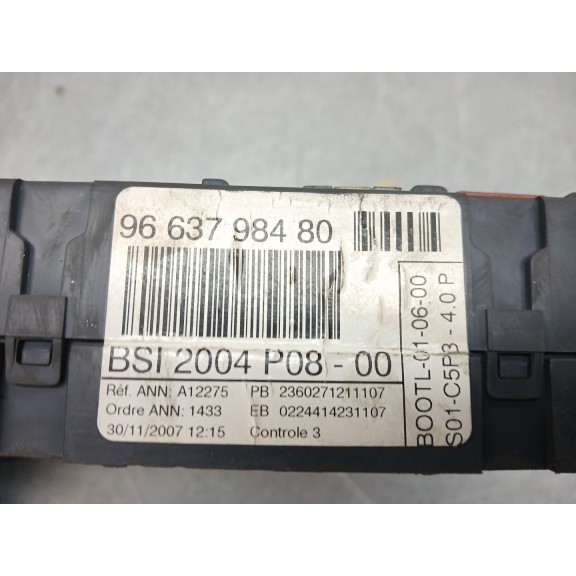 96 637 984 80
BSI 2004 P08 - 00
Réf. ANN: A12275 PB 2360271211107
Ordre ANN: 1433 EB 0224414231107
30/11/2007 12:15 Controle 3
BOOTL-01-06-00
S01-C5P3 - 4.0 P